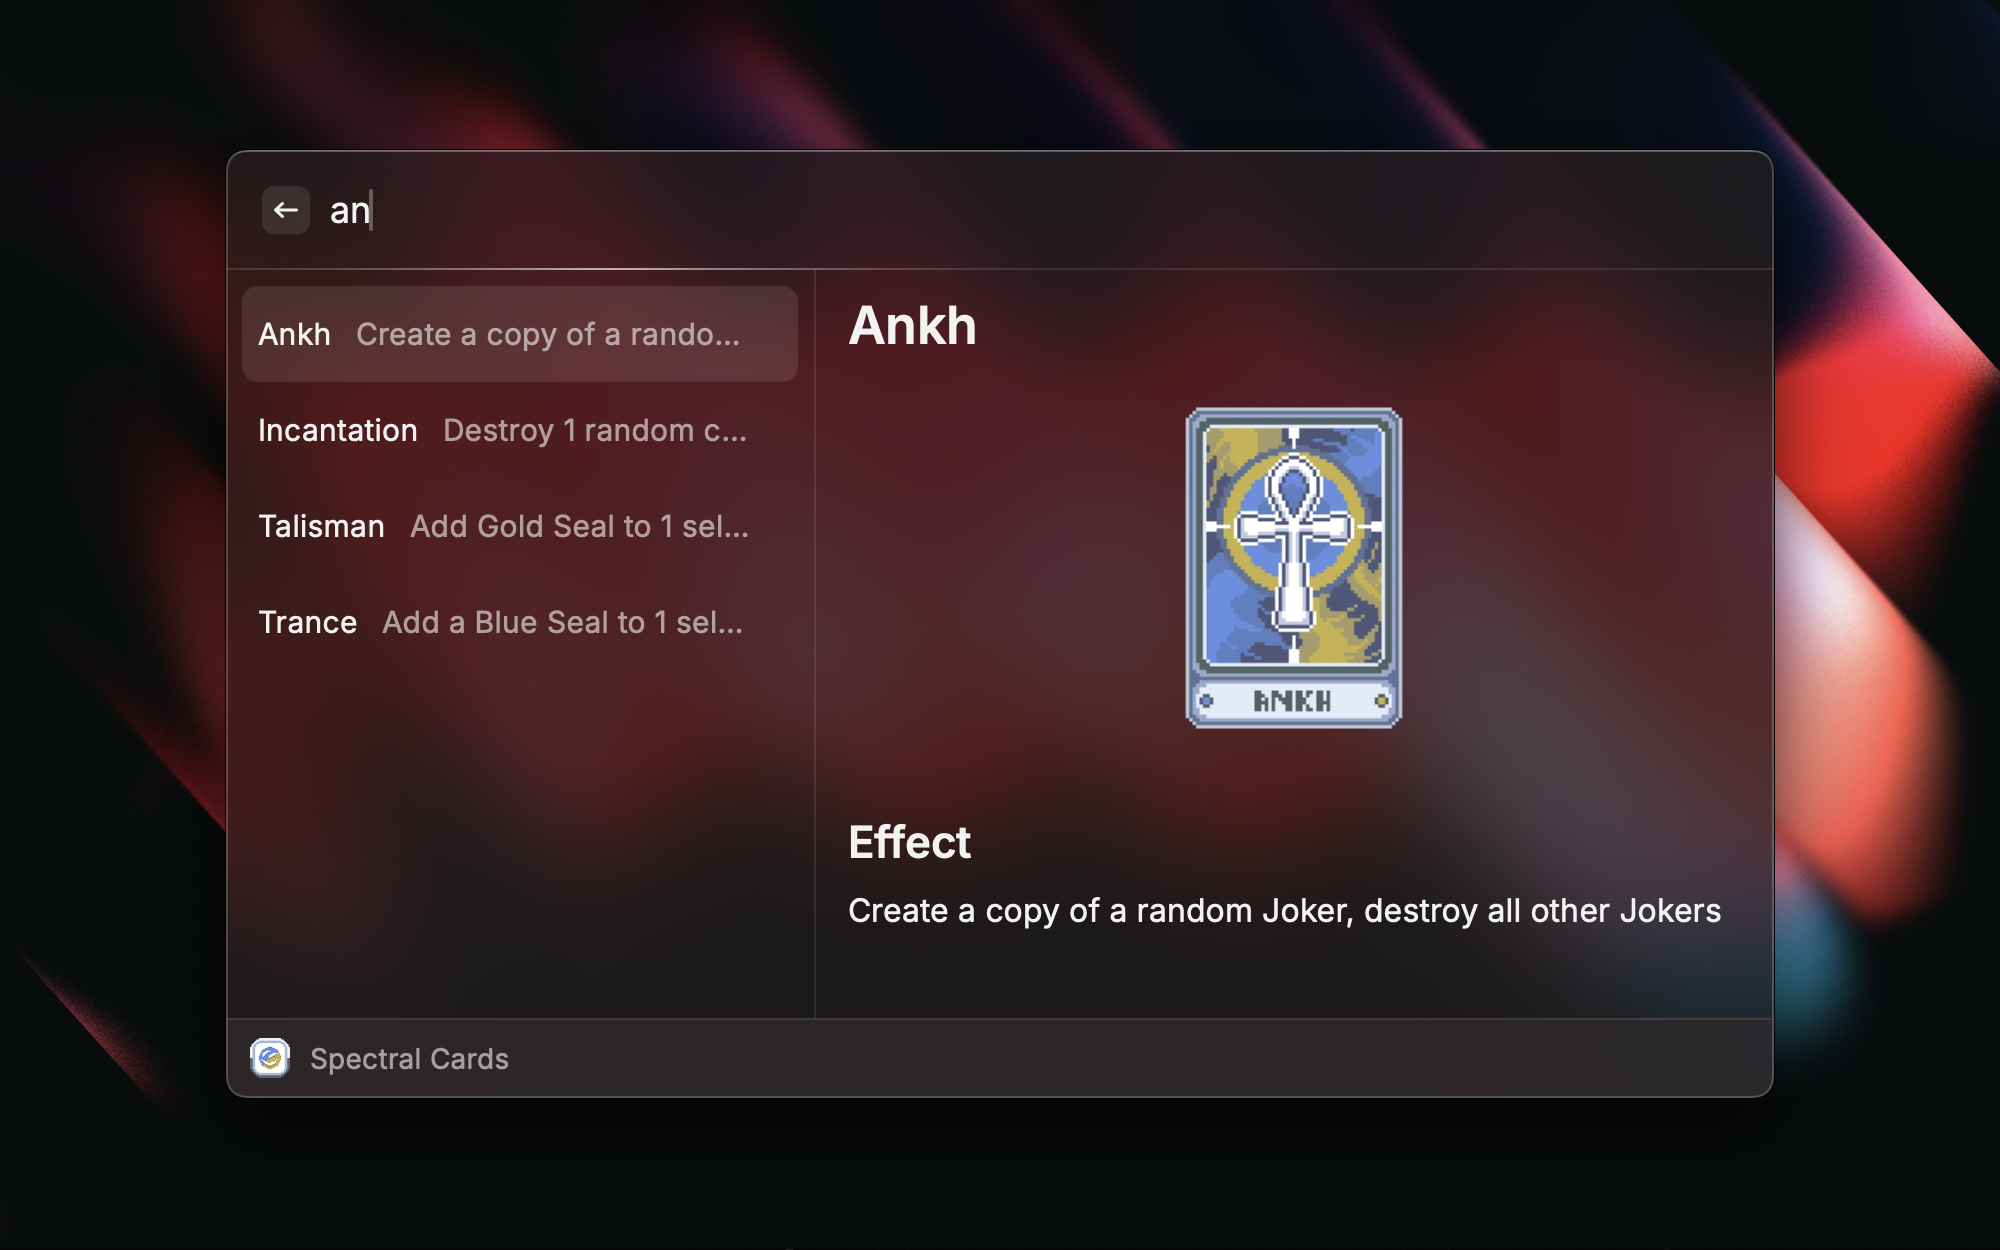 an
Ankh Create a copy of a rando...
Incantation Destroy 1 random c...
Talisman Add Gold Seal to 1 sel...
Trance Add a Blue Seal to 1 sel...
Ankh
ANKH
Effect
Create a copy of a random Joker, destroy all other Jokers
Spectral Cards